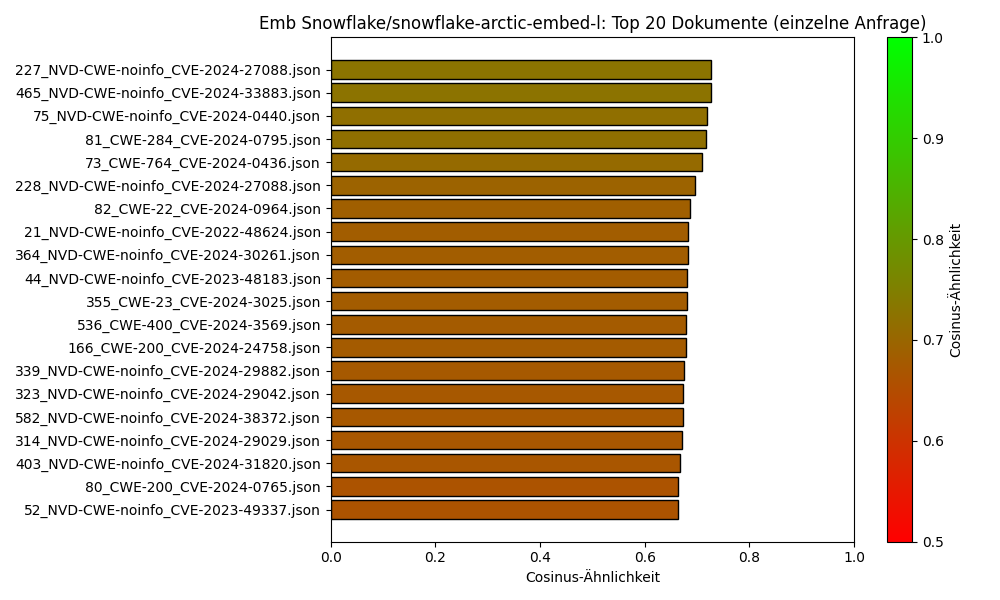 Emb Snowflake/snowflake-arctic-embed-l: Top 20 Dokumente (einzelne Anfrage)
227_NVD-CWE-noinfo_CVE-2024-27088.json
465_NVD-CWE-noinfo_CVE-2024-33883.json
75_NVD-CWE-noinfo_CVE-2024-0440.json
81_CWE-284_CVE-2024-0795.json
73_CWE-764_CVE-2024-0436.json
228_NVD-CWE-noinfo_CVE-2024-27088.json
82_CWE-22_CVE-2024-0964.json
21_NVD-CWE-noinfo_CVE-2022-48624.json
364_NVD-CWE-noinfo_CVE-2024-30261.json
44_NVD-CWE-noinfo_CVE-2023-48183.json
355_CWE-23_CVE-2024-3025.json
536_CWE-400_CVE-2024-3569.json
166_CWE-200_CVE-2024-24758.json
339_NVD-CWE-noinfo_CVE-2024-29882.json
323_NVD-CWE-noinfo_CVE-2024-29042.json
582_NVD-CWE-noinfo_CVE-2024-38372.json
314_NVD-CWE-noinfo_CVE-2024-29029.json
403_NVD-CWE-noinfo_CVE-2024-31820.json
80_CWE-200_CVE-2024-0765.json
52_NVD-CWE-noinfo_CVE-2023-49337.json
0.0 0.2 0.4 0.6 0.8 1.0
Cosinus-Ähnlichkeit
1.0
0.9
0.8
0.7
0.6
0.5
Cosinus-Ähnlichkeit